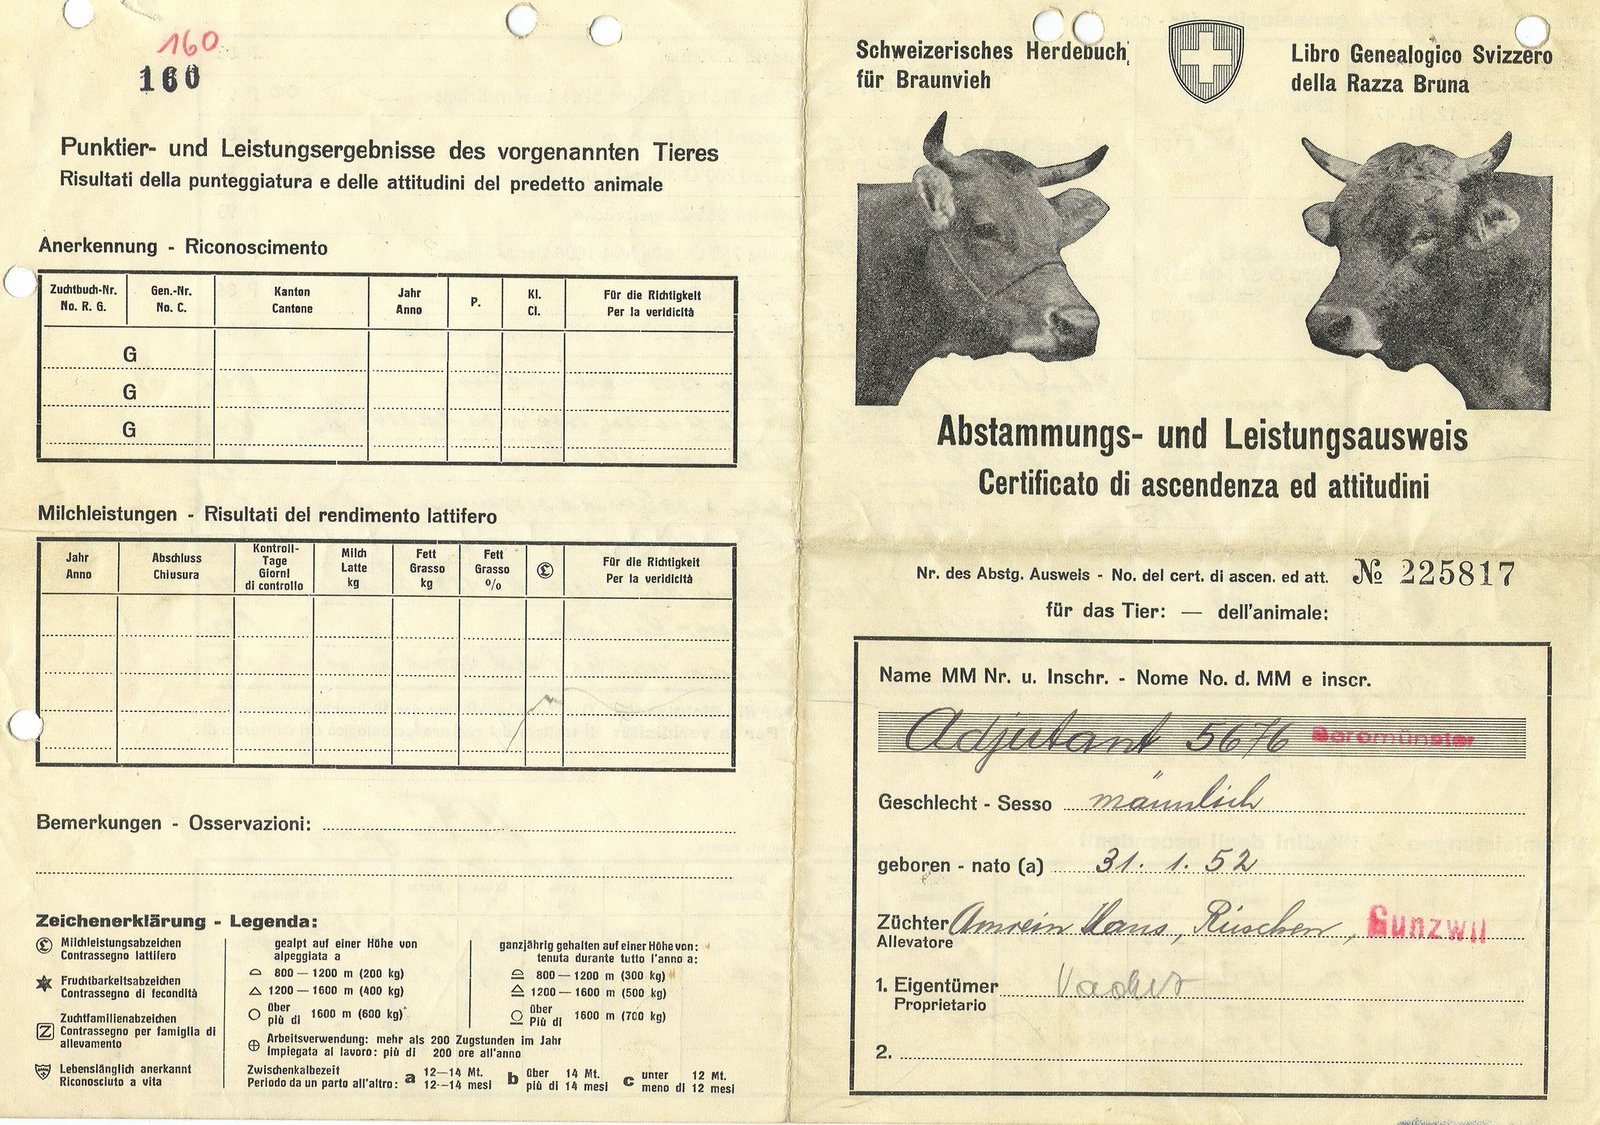 160
160
Punktier- und Leistungsergebnisse des vorgenannten Tieres
Risultati della punteggiatura e delle attitudini del predetto animale
Anerkennung - Riconoscimento
Zuchtbuch-Nr. Gen.-Nr. Kanton Jahr P. Kl. Für die Richtigkeit
No. R. G. No. C. Cantone Anno Cl. Per la veridicità
G
G
G
Milchleistungen - Risultati del rendimento lattifero
Jahr Abschluss Kontroll-Tage Milch Fett Fett £ Für die Richtigkeit
Anno Chiusura Giorni di controllo Latte kg Grasso kg Grasso % Per la veridicità
Bemerkungen - Osservazioni:
Zeichenerklärung - Legenda:
£ Milchleistungsabzeichen
Contrassegno lattifero
Fruchtbarkeitsabzeichen
Contrassegno di fecondità
Z Zuchtfamilienabzeichen
Contrassegno per famiglia di
allevamento
Lebenslänglich anerkannt
Riconosciuto a vita
gealpt auf einer Höhe von
alpeggiata a
800 — 1200 m (200 kg)
1200 — 1600 m (400 kg)
über
più di 1600 m (600 kg)
ganzjährig gehalten auf einer Höhe von:
tenuta durante tutto l'anno a:
800 — 1200 m (300 kg)
1200 — 1600 m (500 kg)
über
Più di 1600 m (700 kg)
Arbeitsverwendung: mehr als 200 Zugstunden im Jahr
Impiegata al lavoro: più di 200 ore all'anno
Zwischenkalbezeit a 12—14 Mt. b über 14 Mt. c unter 12 Mt.
Periodo da un parto all'altro: 12—14 mesi più di 14 mesi meno di 12 mesi
Schweizerisches Herdebuch
für Braunvieh
Libro Genealogico Svizzero
della Razza Bruna
Abstammungs- und Leistungsausweis
Certificato di ascendenza ed attitudini
Nr. des Abstg. Ausweis - No. del cert. di ascen. ed att. № 225817
für das Tier: — dell'animale:
Name MM Nr. u. Inschr. - Nome No. d. MM e inscr.
Adjutant 5676 Beromünster
Geschlecht - Sesso männlich
geboren - nato (a) 31. 1. 52
Züchter Amrein Hans, Rüschen, Gunzwil
Allevatore
1. Eigentümer
Proprietario
2.